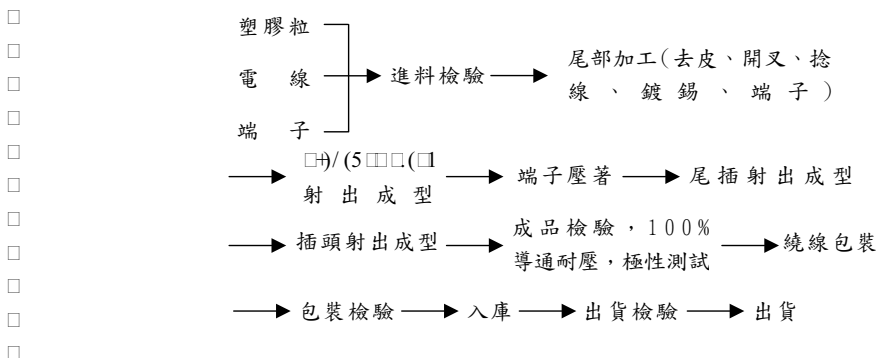 塑膠粒
電 線
端 子
進料檢驗
尾部加工(去皮、開叉、捻
線、鍍錫、端子)
射出成型
端子壓著
尾插射出成型
插頭射出成型
成品檢驗，100%
導通耐壓，極性測試
繞線包裝
包裝檢驗
入庫
出貨檢驗
出貨